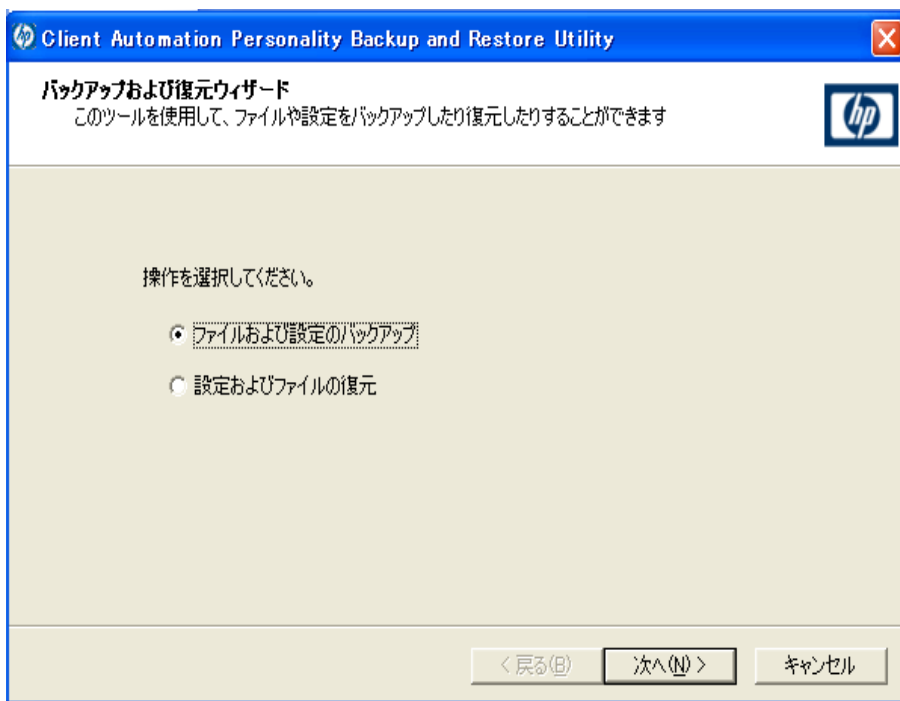 Client Automation Personality Backup and Restore Utility
バックアップおよび復元ウィザード
このツールを使用して、ファイルや設定をバックアップしたり復元したりすることができます
hp
操作を選択してください。
ファイルおよび設定のバックアップ
設定およびファイルの復元
< 戻る(B)
次へ(N) >
キャンセル